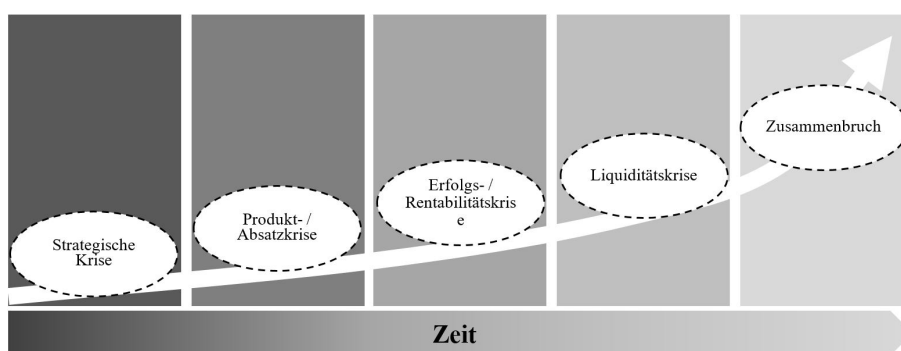 Strategische
Krise
Produkt- /
Absatzkrise
Erfolgs- /
Rentabilitätskris
e
Liquiditätskrise
Zusammenbruch
Zeit